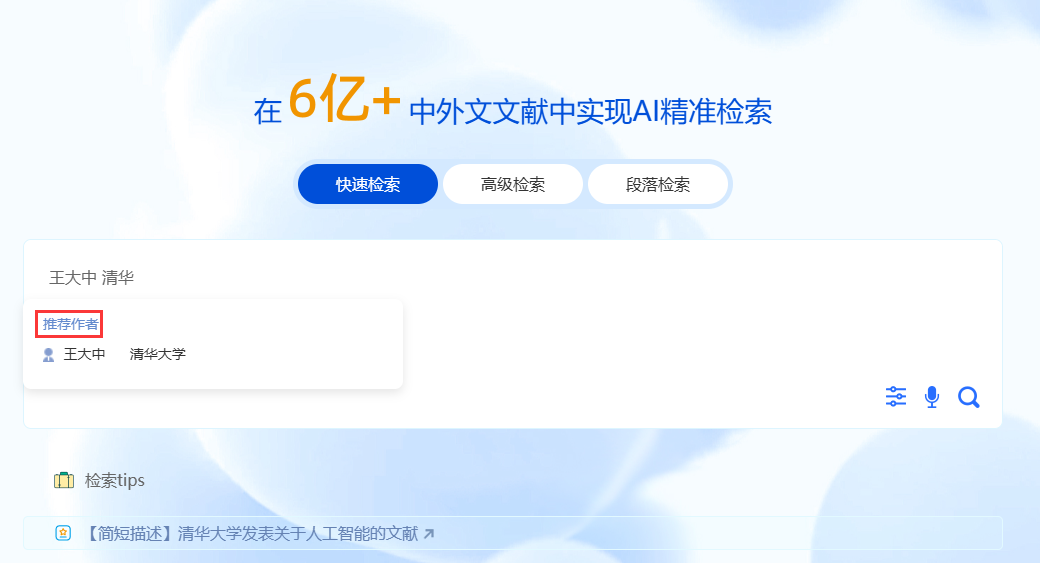 在6亿+中外文文献中实现AI精准检索
快速检索 高级检索 段落检索
王大中 清华
推荐作者
王大中 清华大学
检索tips
【简短描述】清华大学发表关于人工智能的文献